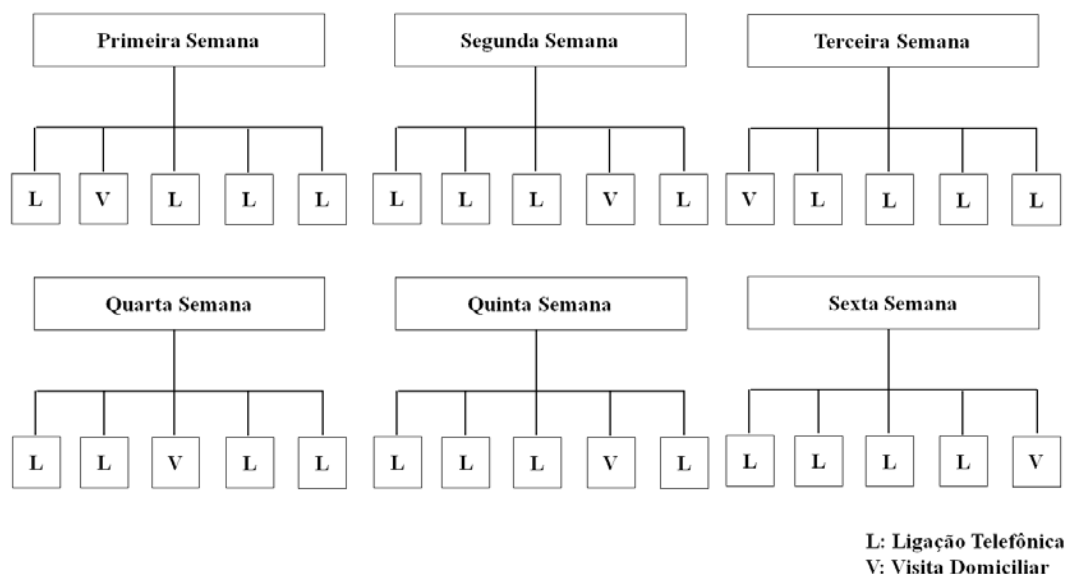 Primeira Semana Segunda Semana Terceira Semana
L V L L L L L L V L V L L L L
Quarta Semana Quinta Semana Sexta Semana
L L V L L L L L V L L L L L V
L: Ligação Telefônica
V: Visita Domiciliar